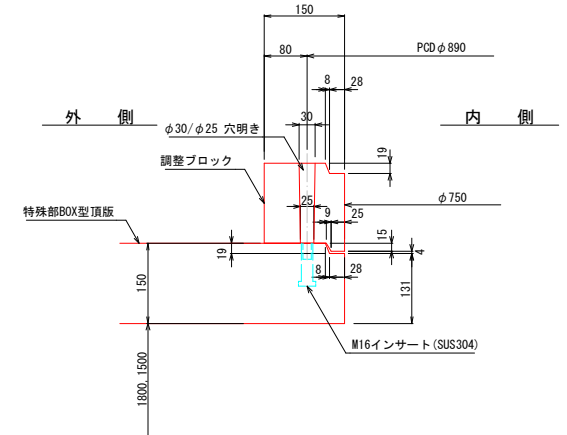 150
80
PCDφ890
8
28
外 側
内 側
30
φ30/φ25 穴明き
19
調整ブロック
φ750
25
9
25
特殊部BOX型頂版
15
19
4
8
28
150
131
M16インサート(SUS304)
1800,1500